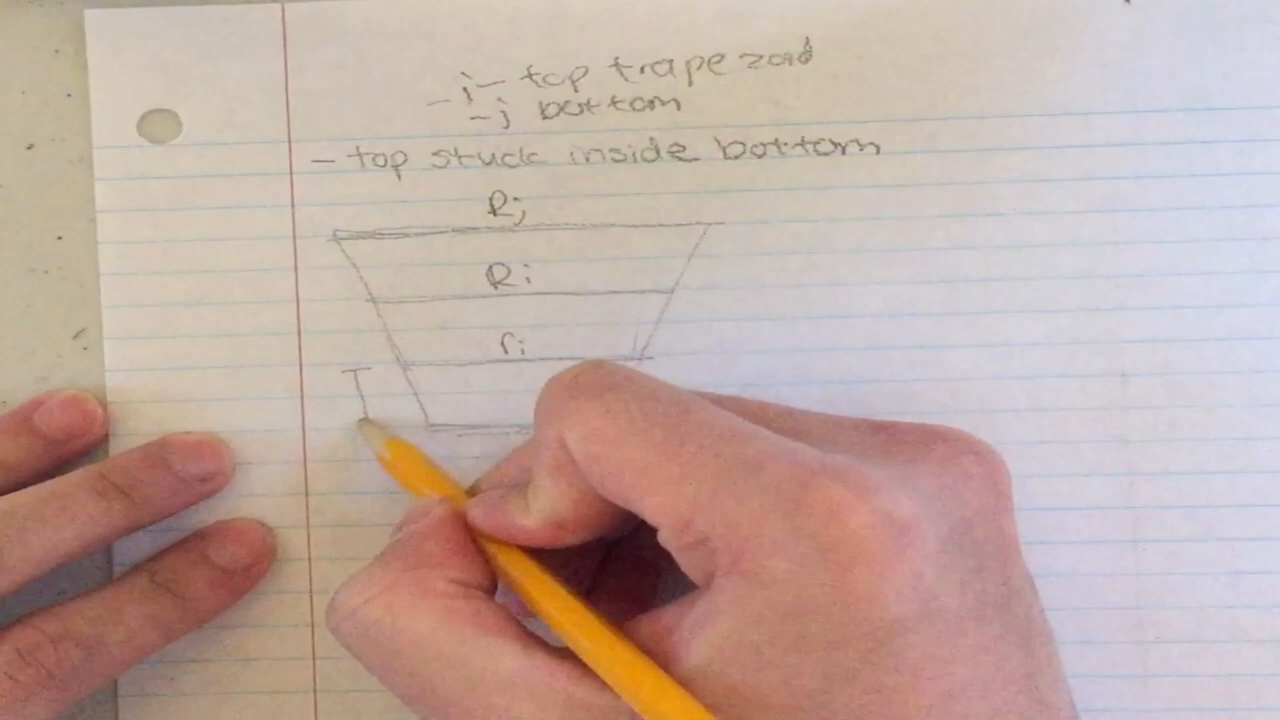 - i - top trapezoid
- j bottom
- top stuck inside bottom
Rj
Ri
ri